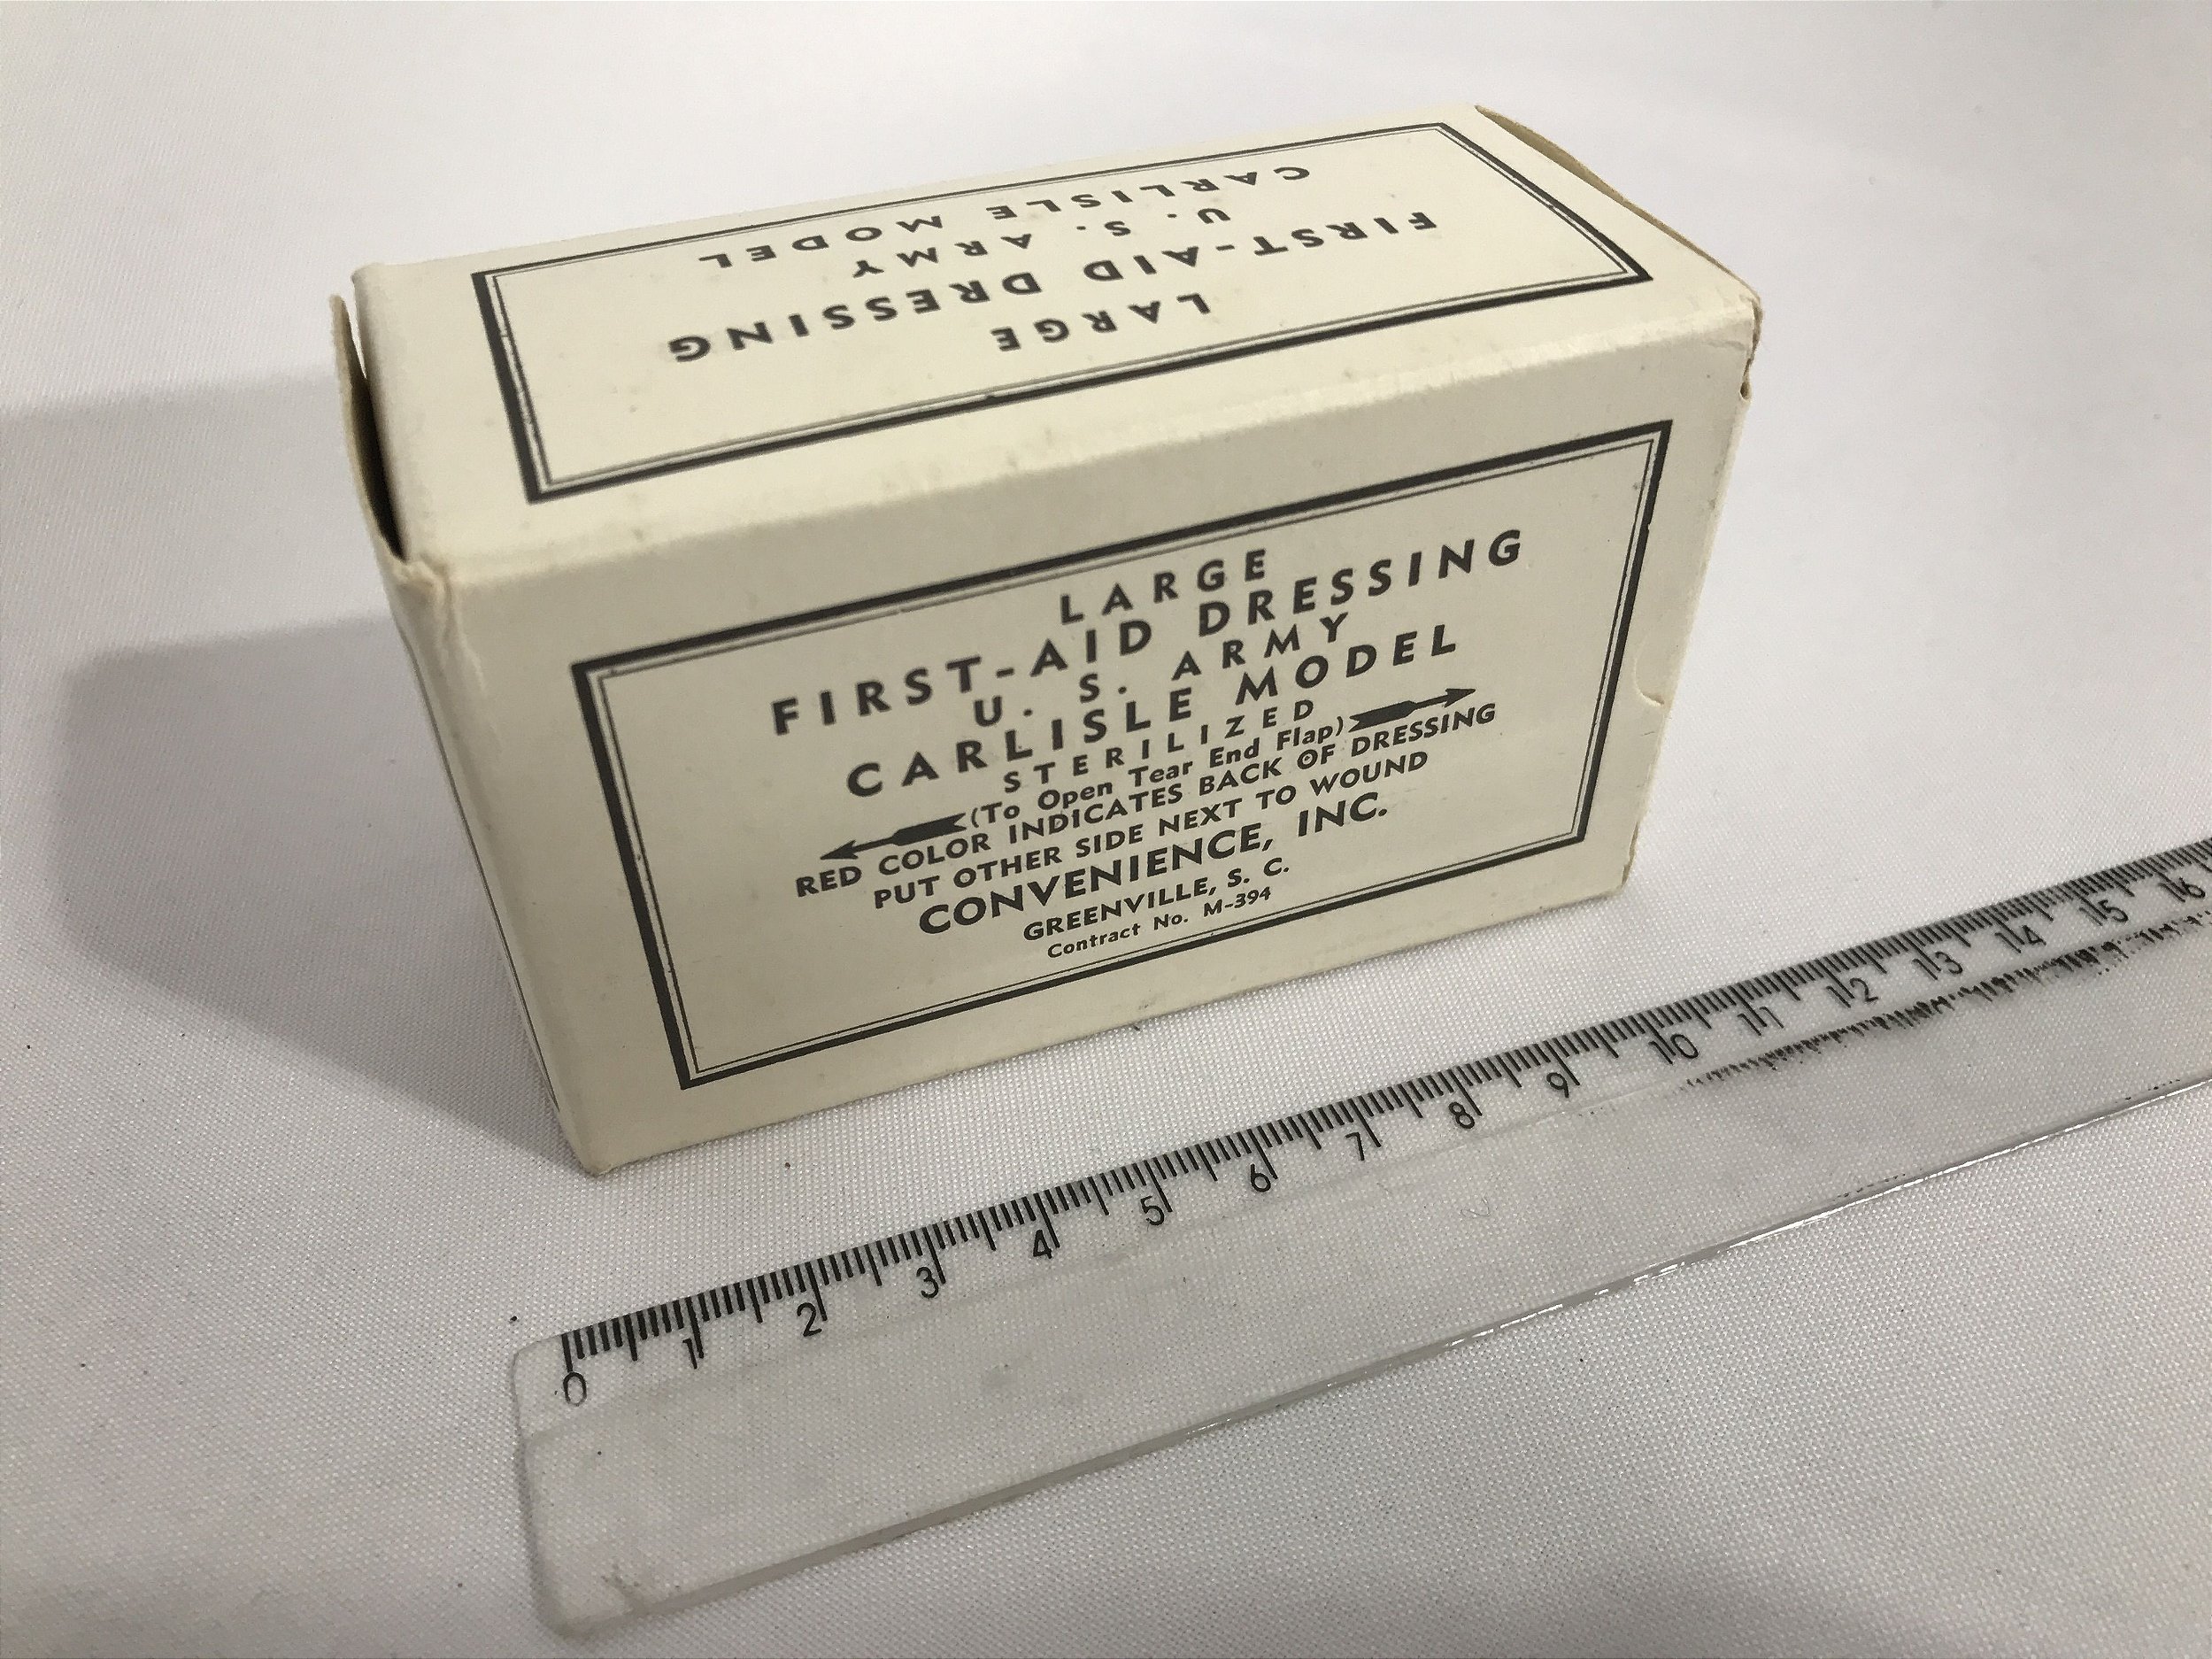 CARLISLE MODEL
U. S. ARMY
FIRST-AID DRESSING
LARGE
LARGE
FIRST-AID DRESSING
U. S. ARMY
CARLISLE MODEL
STERILIZED
(To Open Tear End Flap)
RED COLOR INDICATES BACK OF DRESSING
PUT OTHER SIDE NEXT TO WOUND
CONVENIENCE, INC.
GREENVILLE, S. C.
Contract No. M-394
0 1 2 3 4 5 6 7 8 9 10 11 12 13 14 15 16